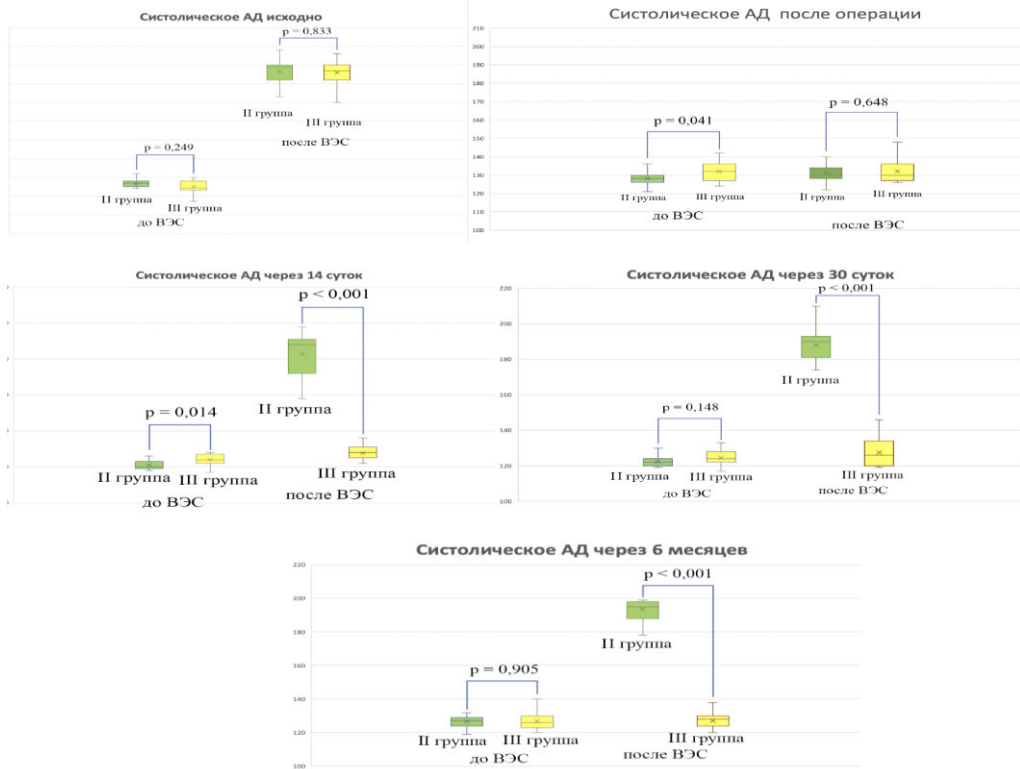 Систолическое АД исходно
p = 0,833
II группа
III группа
после ВЭС
p = 0,249
II группа
III группа
до ВЭС
Систолическое АД после операции
210
200
190
180
170
160
150
140
130
120
110
100
p = 0,041
p = 0,648
II группа
III группа
II группа
III группа
до ВЭС
после ВЭС
Систолическое АД через 14 суток
p < 0,001
p = 0,014
II группа
II группа
III группа
III группа
до ВЭС
после ВЭС
Систолическое АД через 30 суток
220
200
180
160
140
120
100
p < 0,001
II группа
p = 0,148
II группа
III группа
III группа
до ВЭС
после ВЭС
Систолическое АД через 6 месяцев
220
200
180
160
140
120
100
p < 0,001
II группа
p = 0,905
II группа
III группа
III группа
до ВЭС
после ВЭС